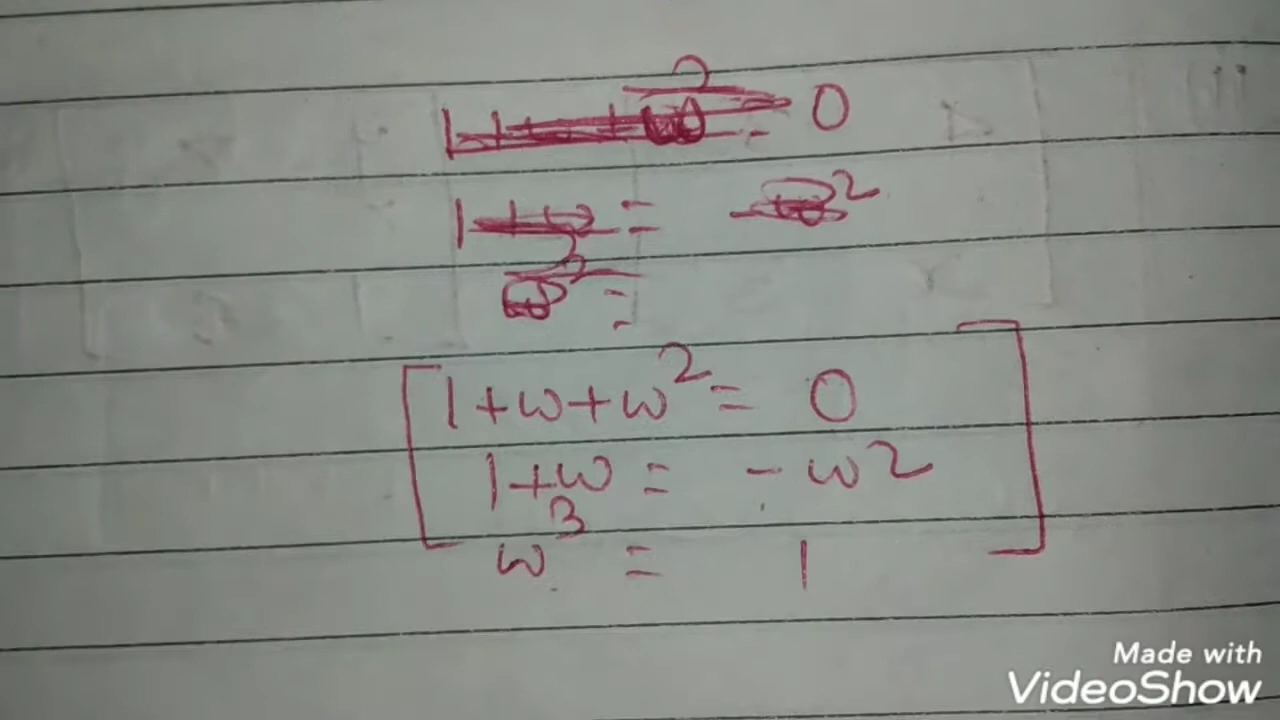 1+ω+ω² = 0
1+ω = -ω²
ω³ = 1
Made with
VideoShow